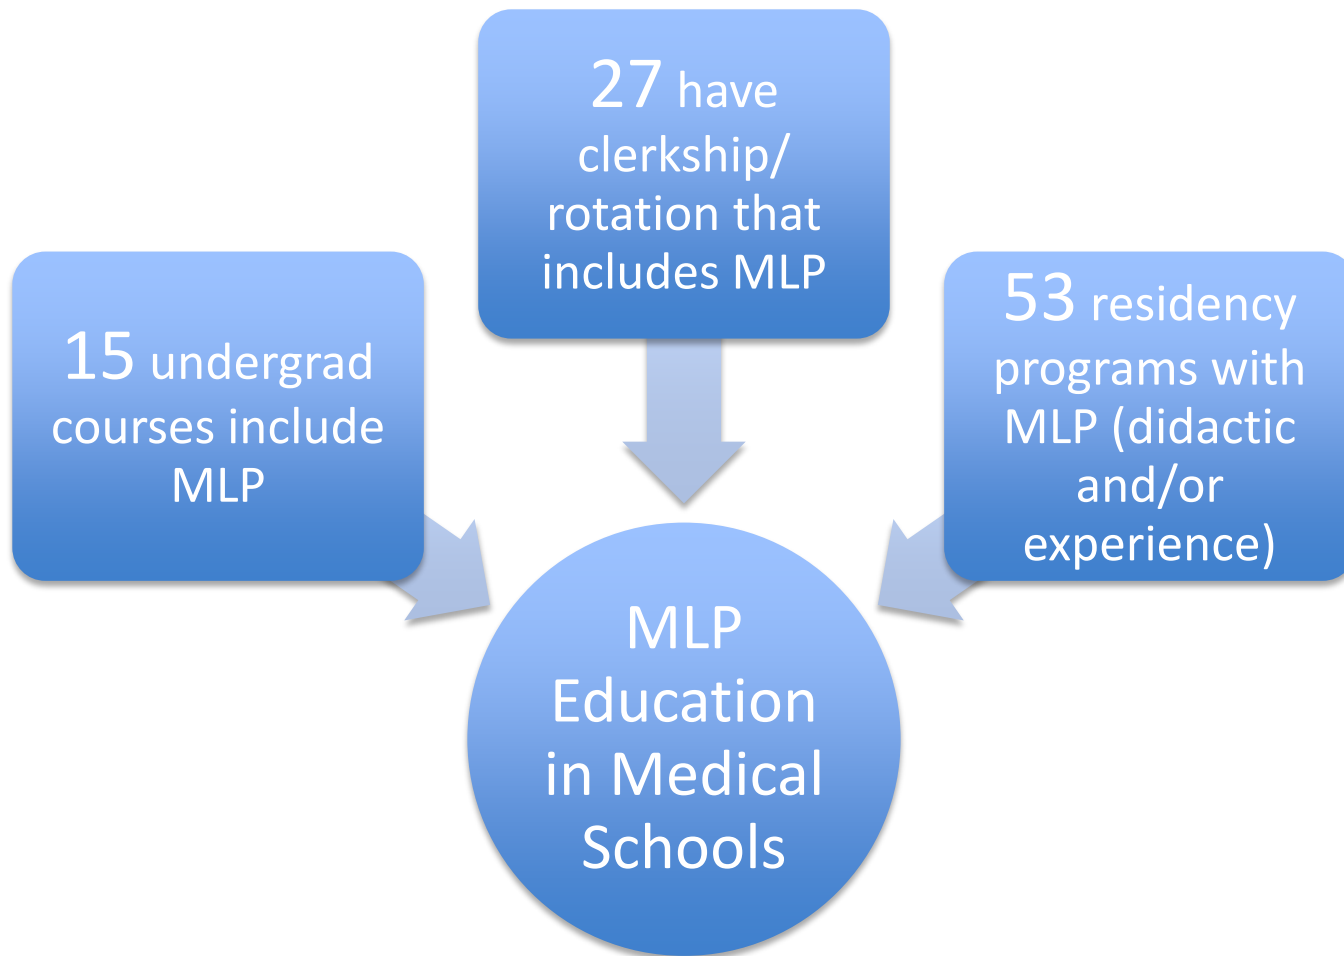 15 undergrad
courses include
MLP
27 have
clerkship/
rotation that
includes MLP
53 residency
programs with
MLP (didactic
and/or
experience)
MLP
Education
in Medical
Schools